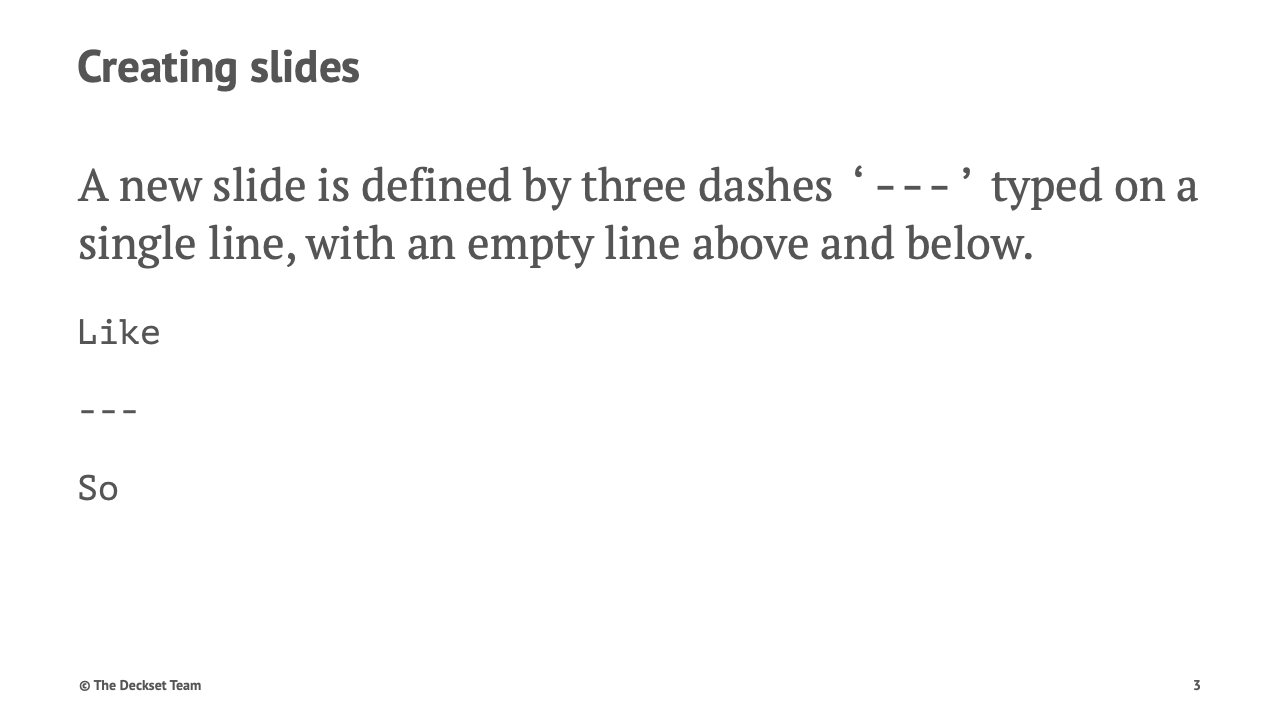 Creating slides
A new slide is defined by three dashes ‘---’ typed on a
single line, with an empty line above and below.
Like
---
So
© The Deckset Team
3